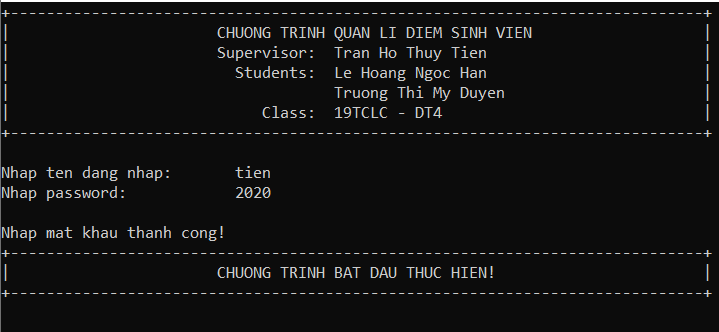 CHUONG TRINH QUAN LI DIEM SINH VIEN
Supervisor: Tran Ho Thuy Tien
Students: Le Hoang Ngoc Han
Truong Thi My Duyen
Class: 19TCLC - DT4
Nhap ten dang nhap: tien
Nhap password: 2020
Nhap mat khau thanh cong!
CHUONG TRINH BAT DAU THUC HIEN!